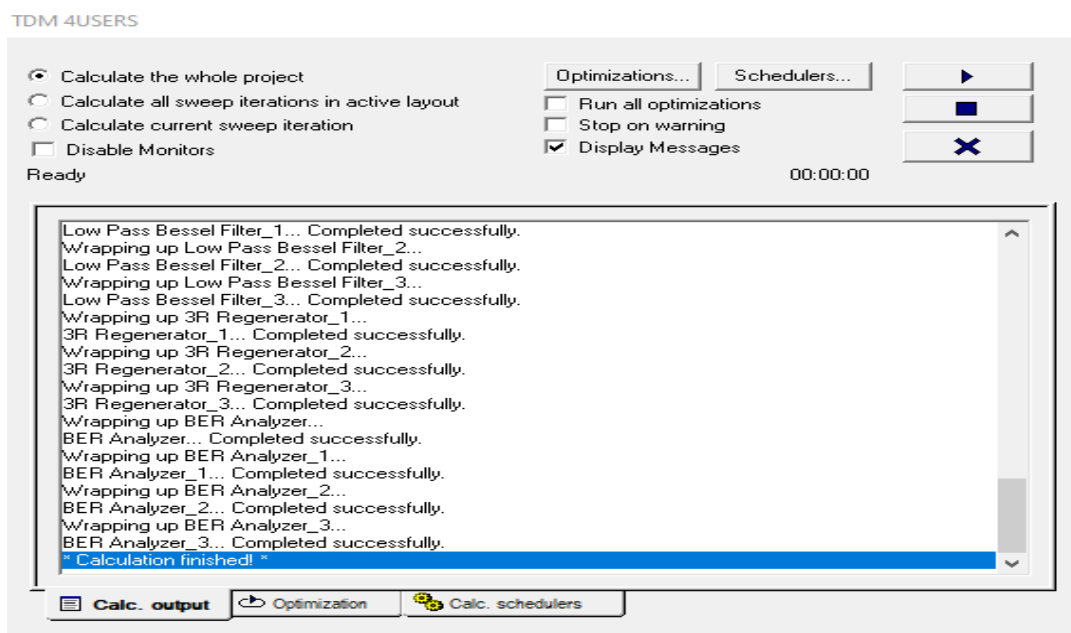 TDM 4USERS
Calculate the whole project
Optimizations...
Schedulers...
Calculate all sweep iterations in active layout
Run all optimizations
Calculate current sweep iteration
Stop on warning
Disable Monitors
Display Messages
Ready
00:00:00
Low Pass Bessel Filter_1... Completed successfully.
Wrapping up Low Pass Bessel Filter_2...
Low Pass Bessel Filter_2... Completed successfully.
Wrapping up Low Pass Bessel Filter_3...
Low Pass Bessel Filter_3... Completed successfully.
Wrapping up 3R Regenerator_1...
3R Regenerator_1... Completed successfully.
Wrapping up 3R Regenerator_2...
3R Regenerator_2... Completed successfully.
Wrapping up 3R Regenerator_3...
3R Regenerator_3... Completed successfully.
Wrapping up BER Analyzer...
BER Analyzer... Completed successfully.
Wrapping up BER Analyzer_1...
BER Analyzer_1... Completed successfully.
Wrapping up BER Analyzer_2...
BER Analyzer_2... Completed successfully.
Wrapping up BER Analyzer_3...
BER Analyzer_3... Completed successfully.
* Calculation finished! *
Calc. output
Optimization
Calc. schedulers